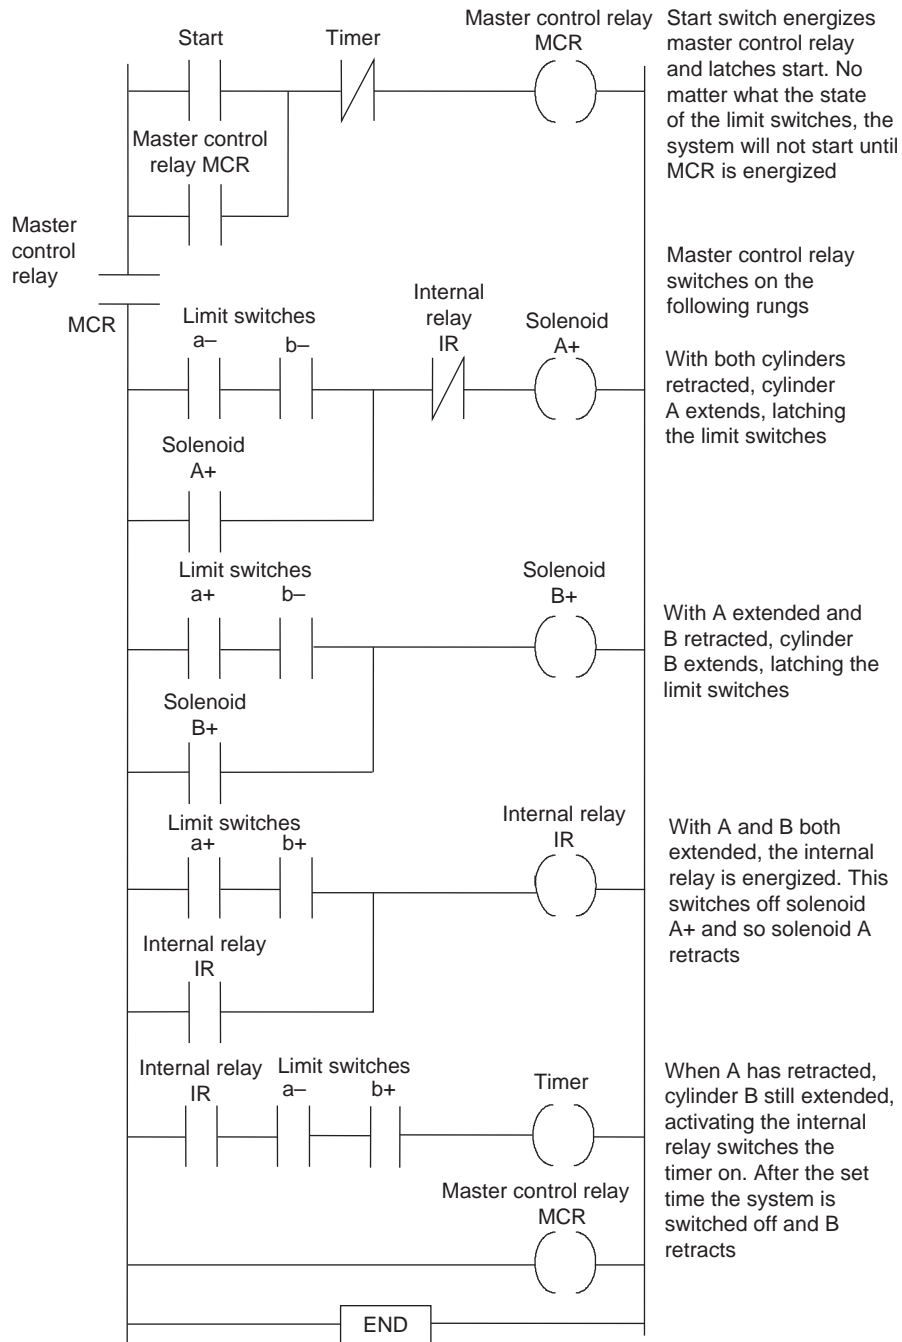 Master control relay
MCR
Start
Timer
Start switch energizes
master control relay
and latches start. No
matter what the state
of the limit switches, the
system will not start until
MCR is energized
Master control
relay MCR
Master
control
relay
MCR
Master control relay
switches on the
following rungs
Limit switches
a–
b–
Internal
relay
IR
Solenoid
A+
With both cylinders
retracted, cylinder
A extends, latching
the limit switches
Solenoid
A+
Limit switches
a+
b–
Solenoid
B+
With A extended and
B retracted, cylinder
B extends, latching the
limit switches
Solenoid
B+
Limit switches
a+
b+
Internal relay
IR
With A and B both
extended, the internal
relay is energized. This
switches off solenoid
A+ and so solenoid A
retracts
Internal relay
IR
Internal relay
IR
Limit switches
a–
b+
Timer
When A has retracted,
cylinder B still extended,
activating the internal
relay switches the
timer on. After the set
time the system is
switched off and B
retracts
Master control relay
MCR
END